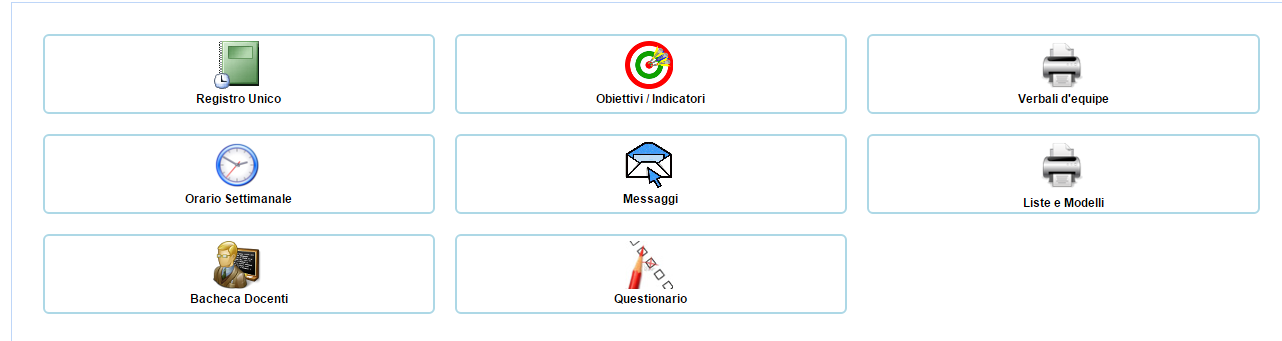 Registro Unico
Obiettivi / Indicatori
Verbali d'equipe
Orario Settimanale
Messaggi
Liste e Modelli
Bacheca Docenti
Questionario